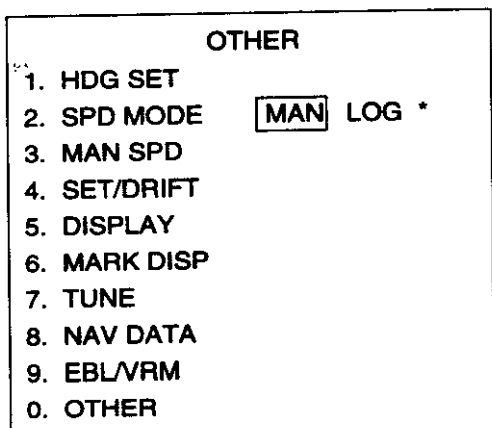 OTHER
1. HDG SET
2. SPD MODE MAN LOG *
3. MAN SPD
4. SET/DRIFT
5. DISPLAY
6. MARK DISP
7. TUNE
8. NAV DATA
9. EBL/VRM
0. OTHER